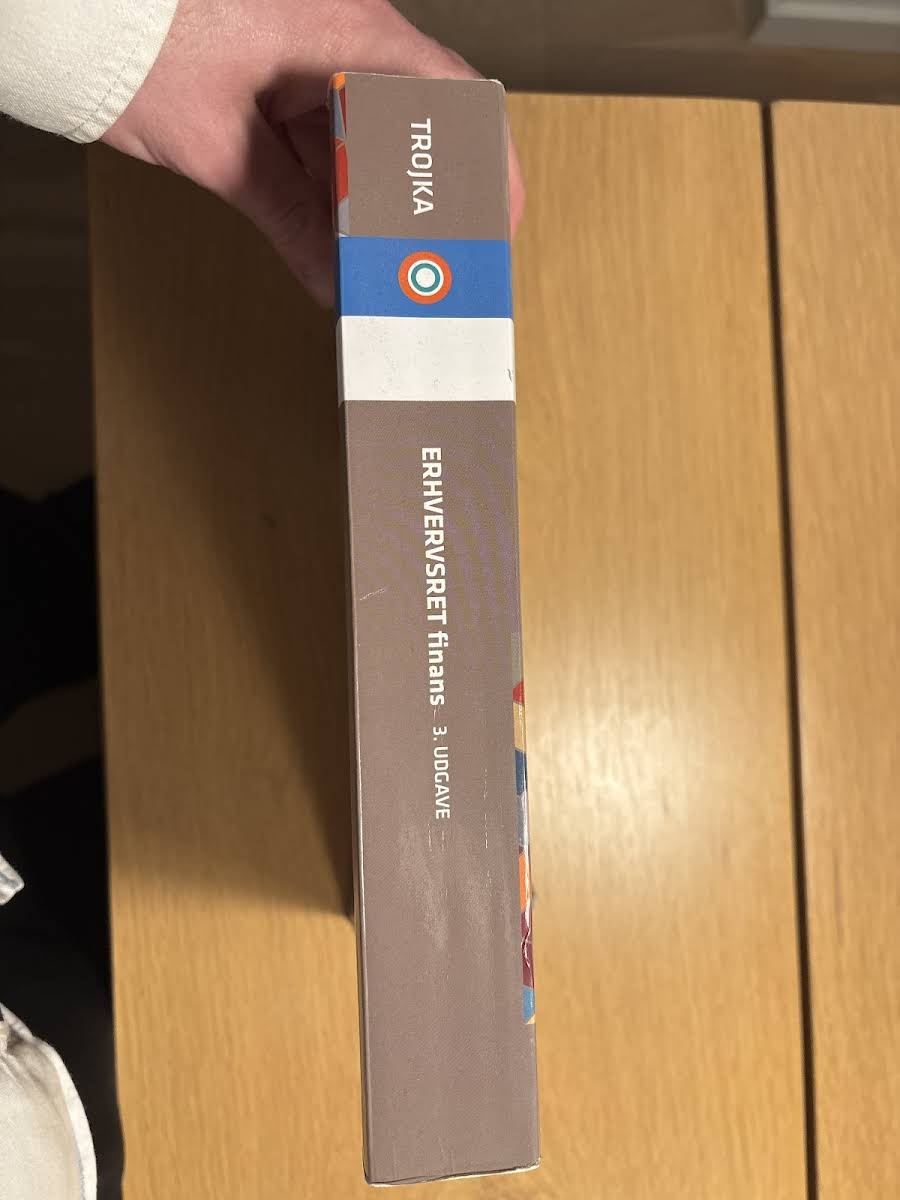 TROJKA
ERHVERVSRET finans 3. UDGAVE